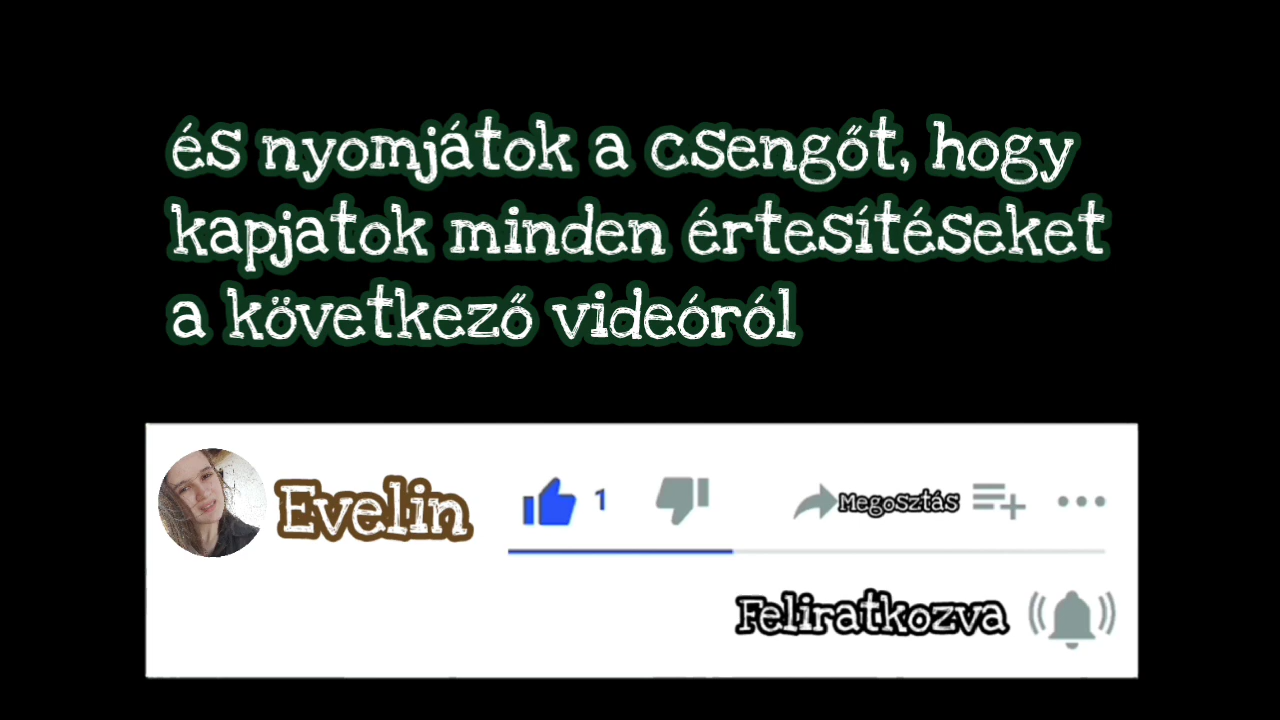 és nyomjátok a csengőt, hogy
kapjatok minden értesítéseket
a következő videóról
Evelin
1
Megosztás
Feliratkozva